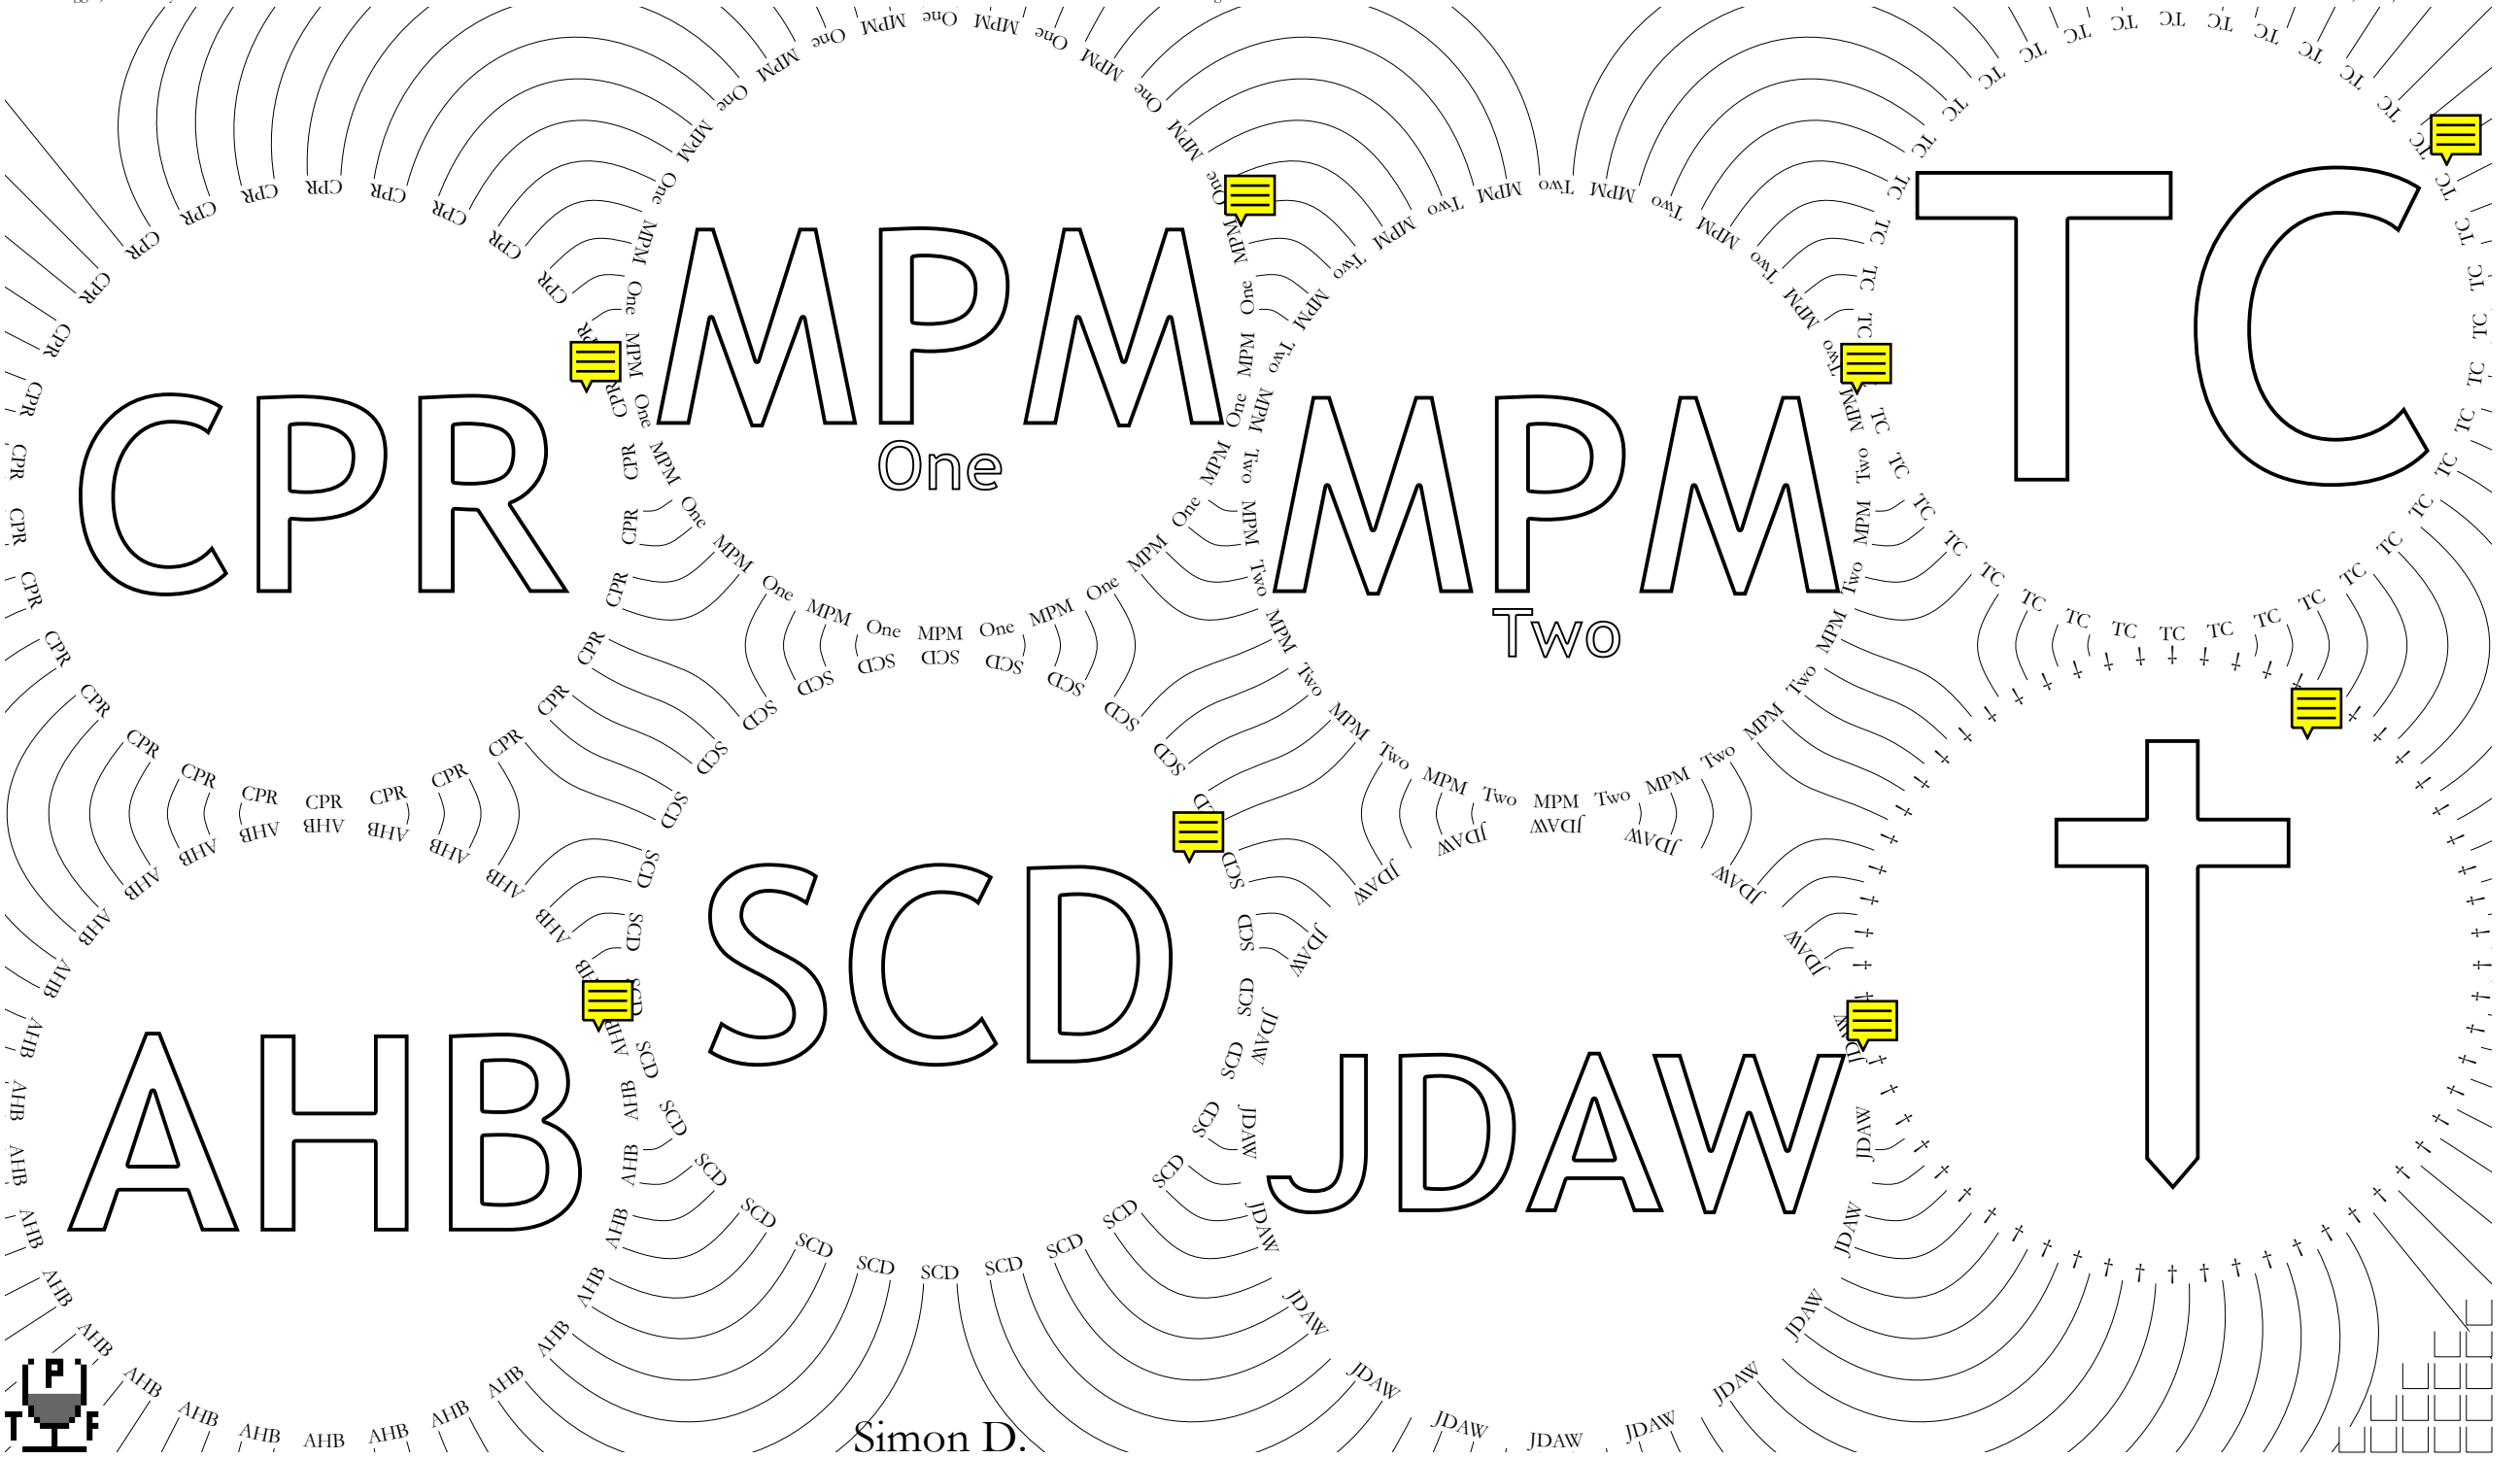 CPR
MPM
One
MPM
Two
TC
AHB
SCD
JDAW
†
T P F
Simon D.